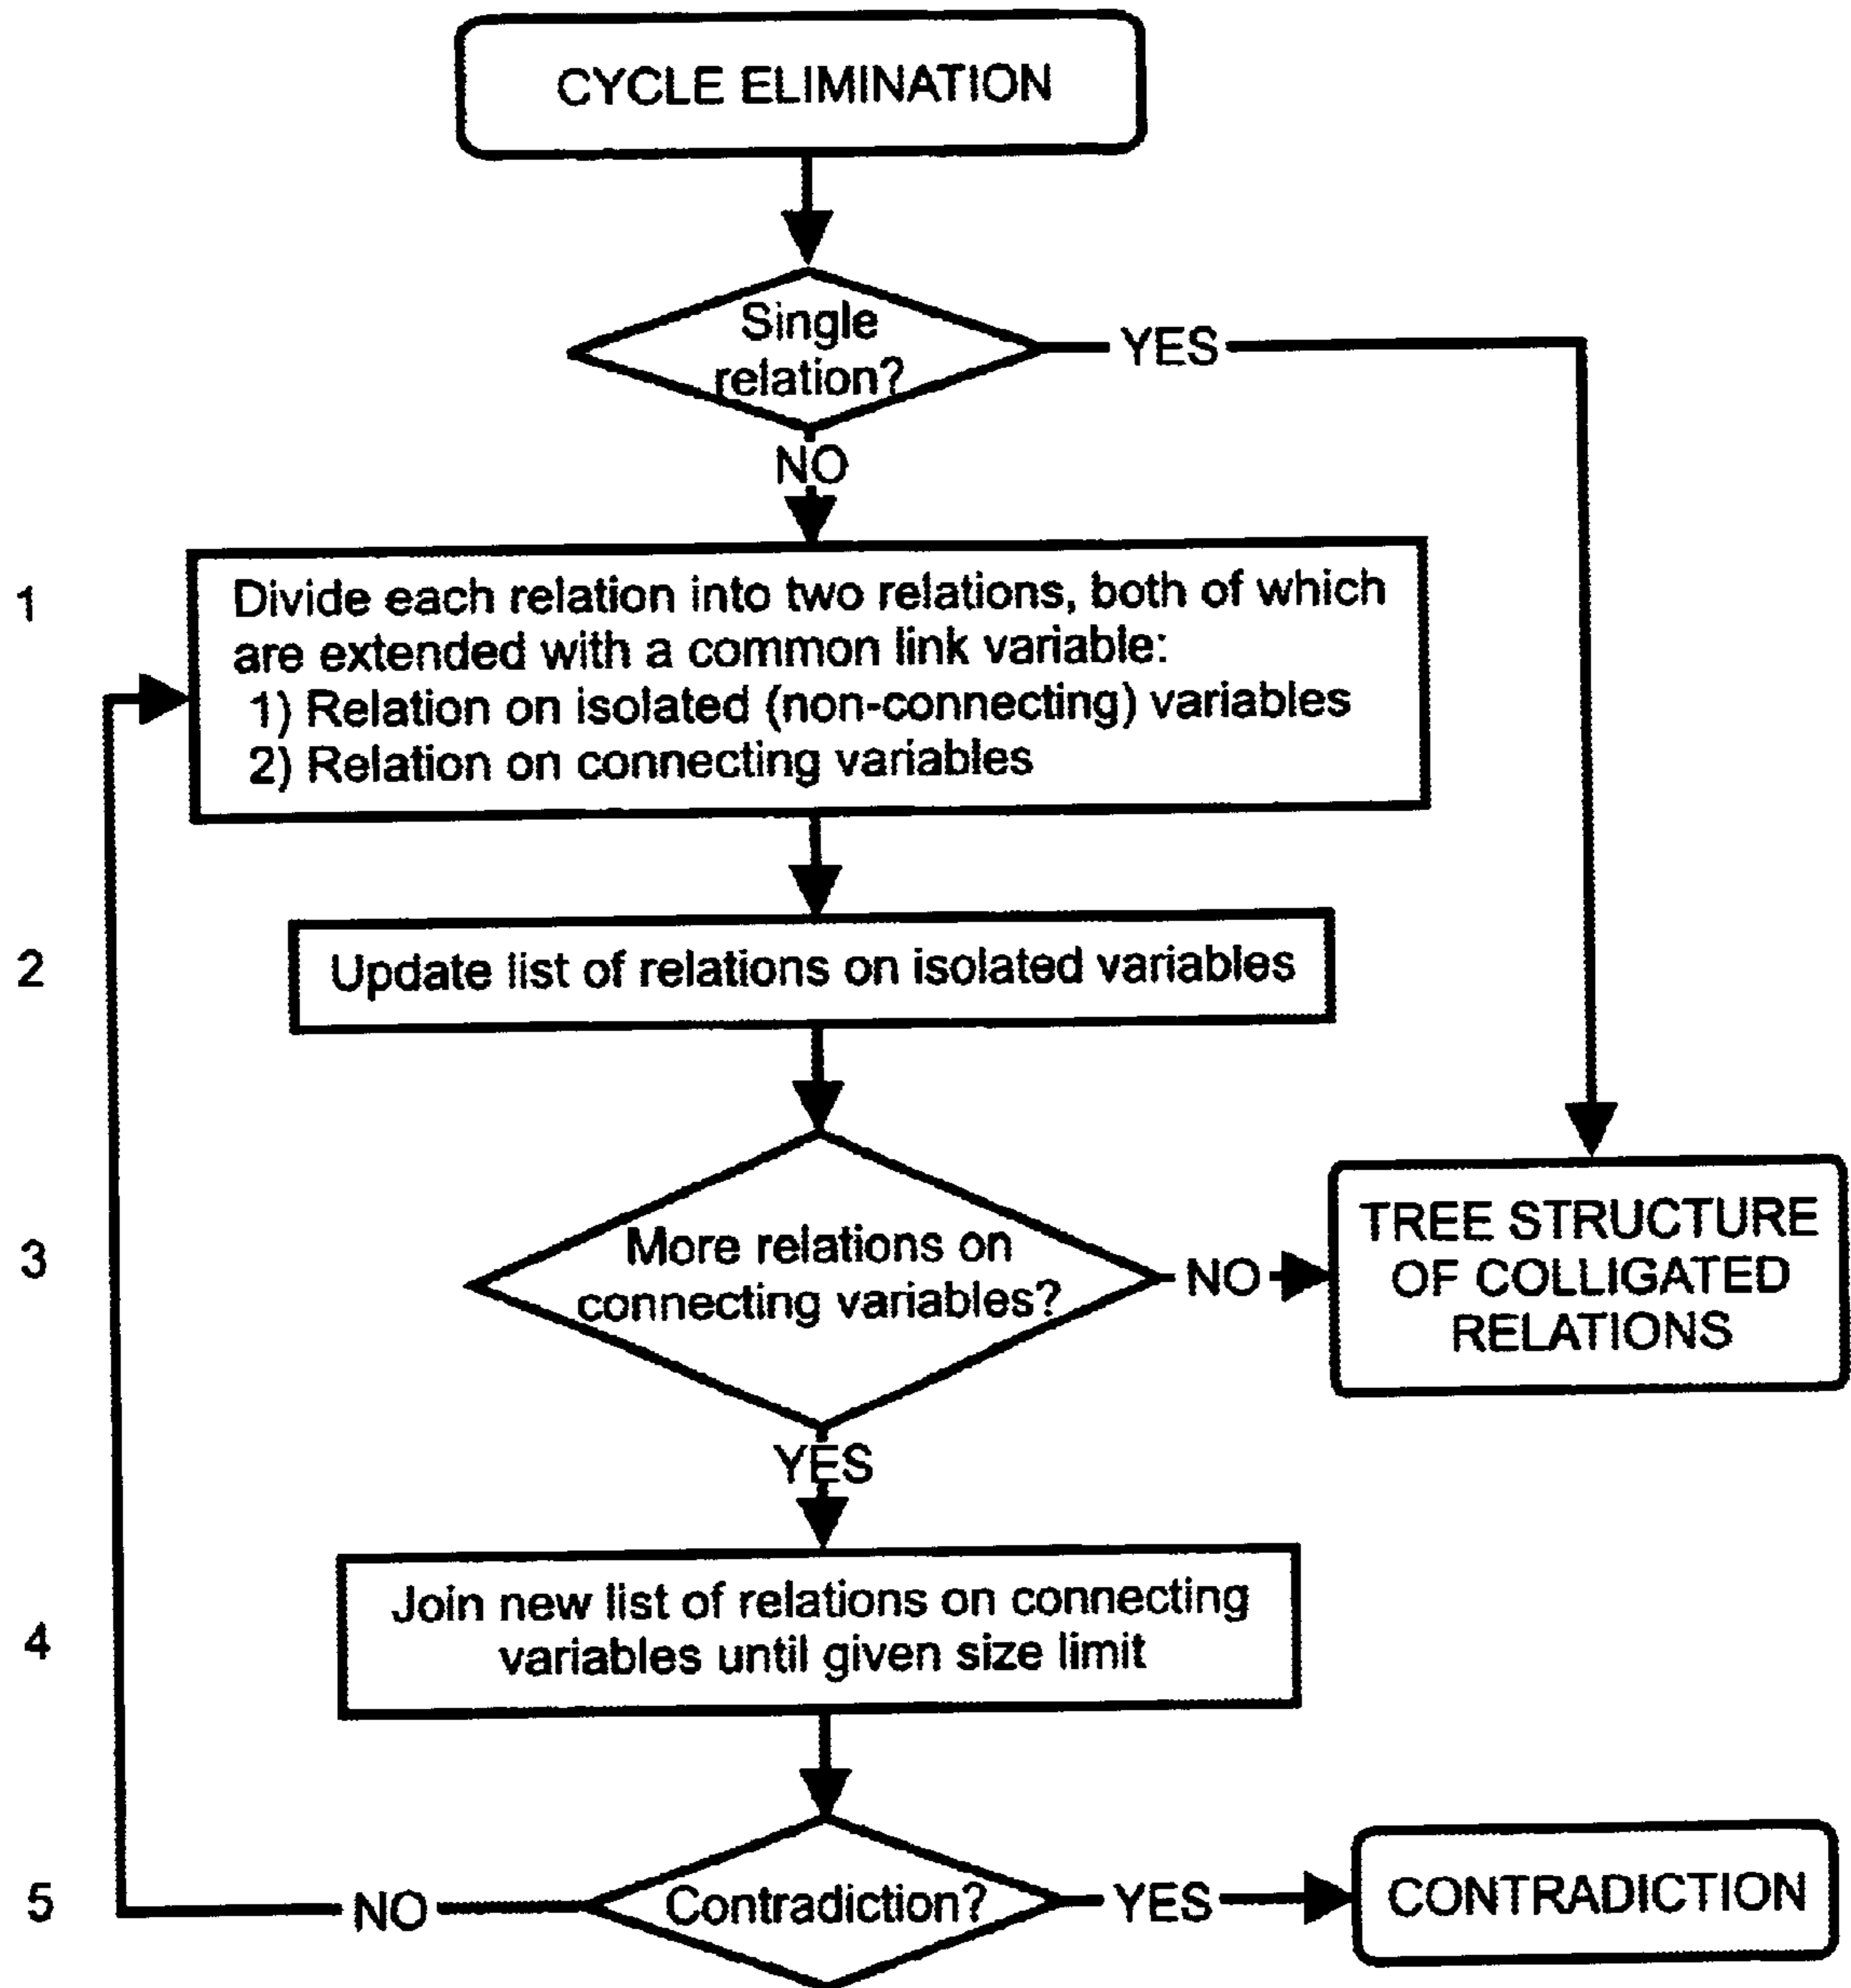 CYCLE ELIMINATION
Single
relation?
YES
NO
1
Divide each relation into two relations, both of which
are extended with a common link variable:
1) Relation on isolated (non-connecting) variables
2) Relation on connecting variables
2
Update list of relations on isolated variables
3
More relations on
connecting variables?
NO
TREE STRUCTURE
OF COLLIGATED
RELATIONS
YES
4
Join new list of relations on connecting
variables until given size limit
5
NO
Contradiction?
YES
CONTRADICTION